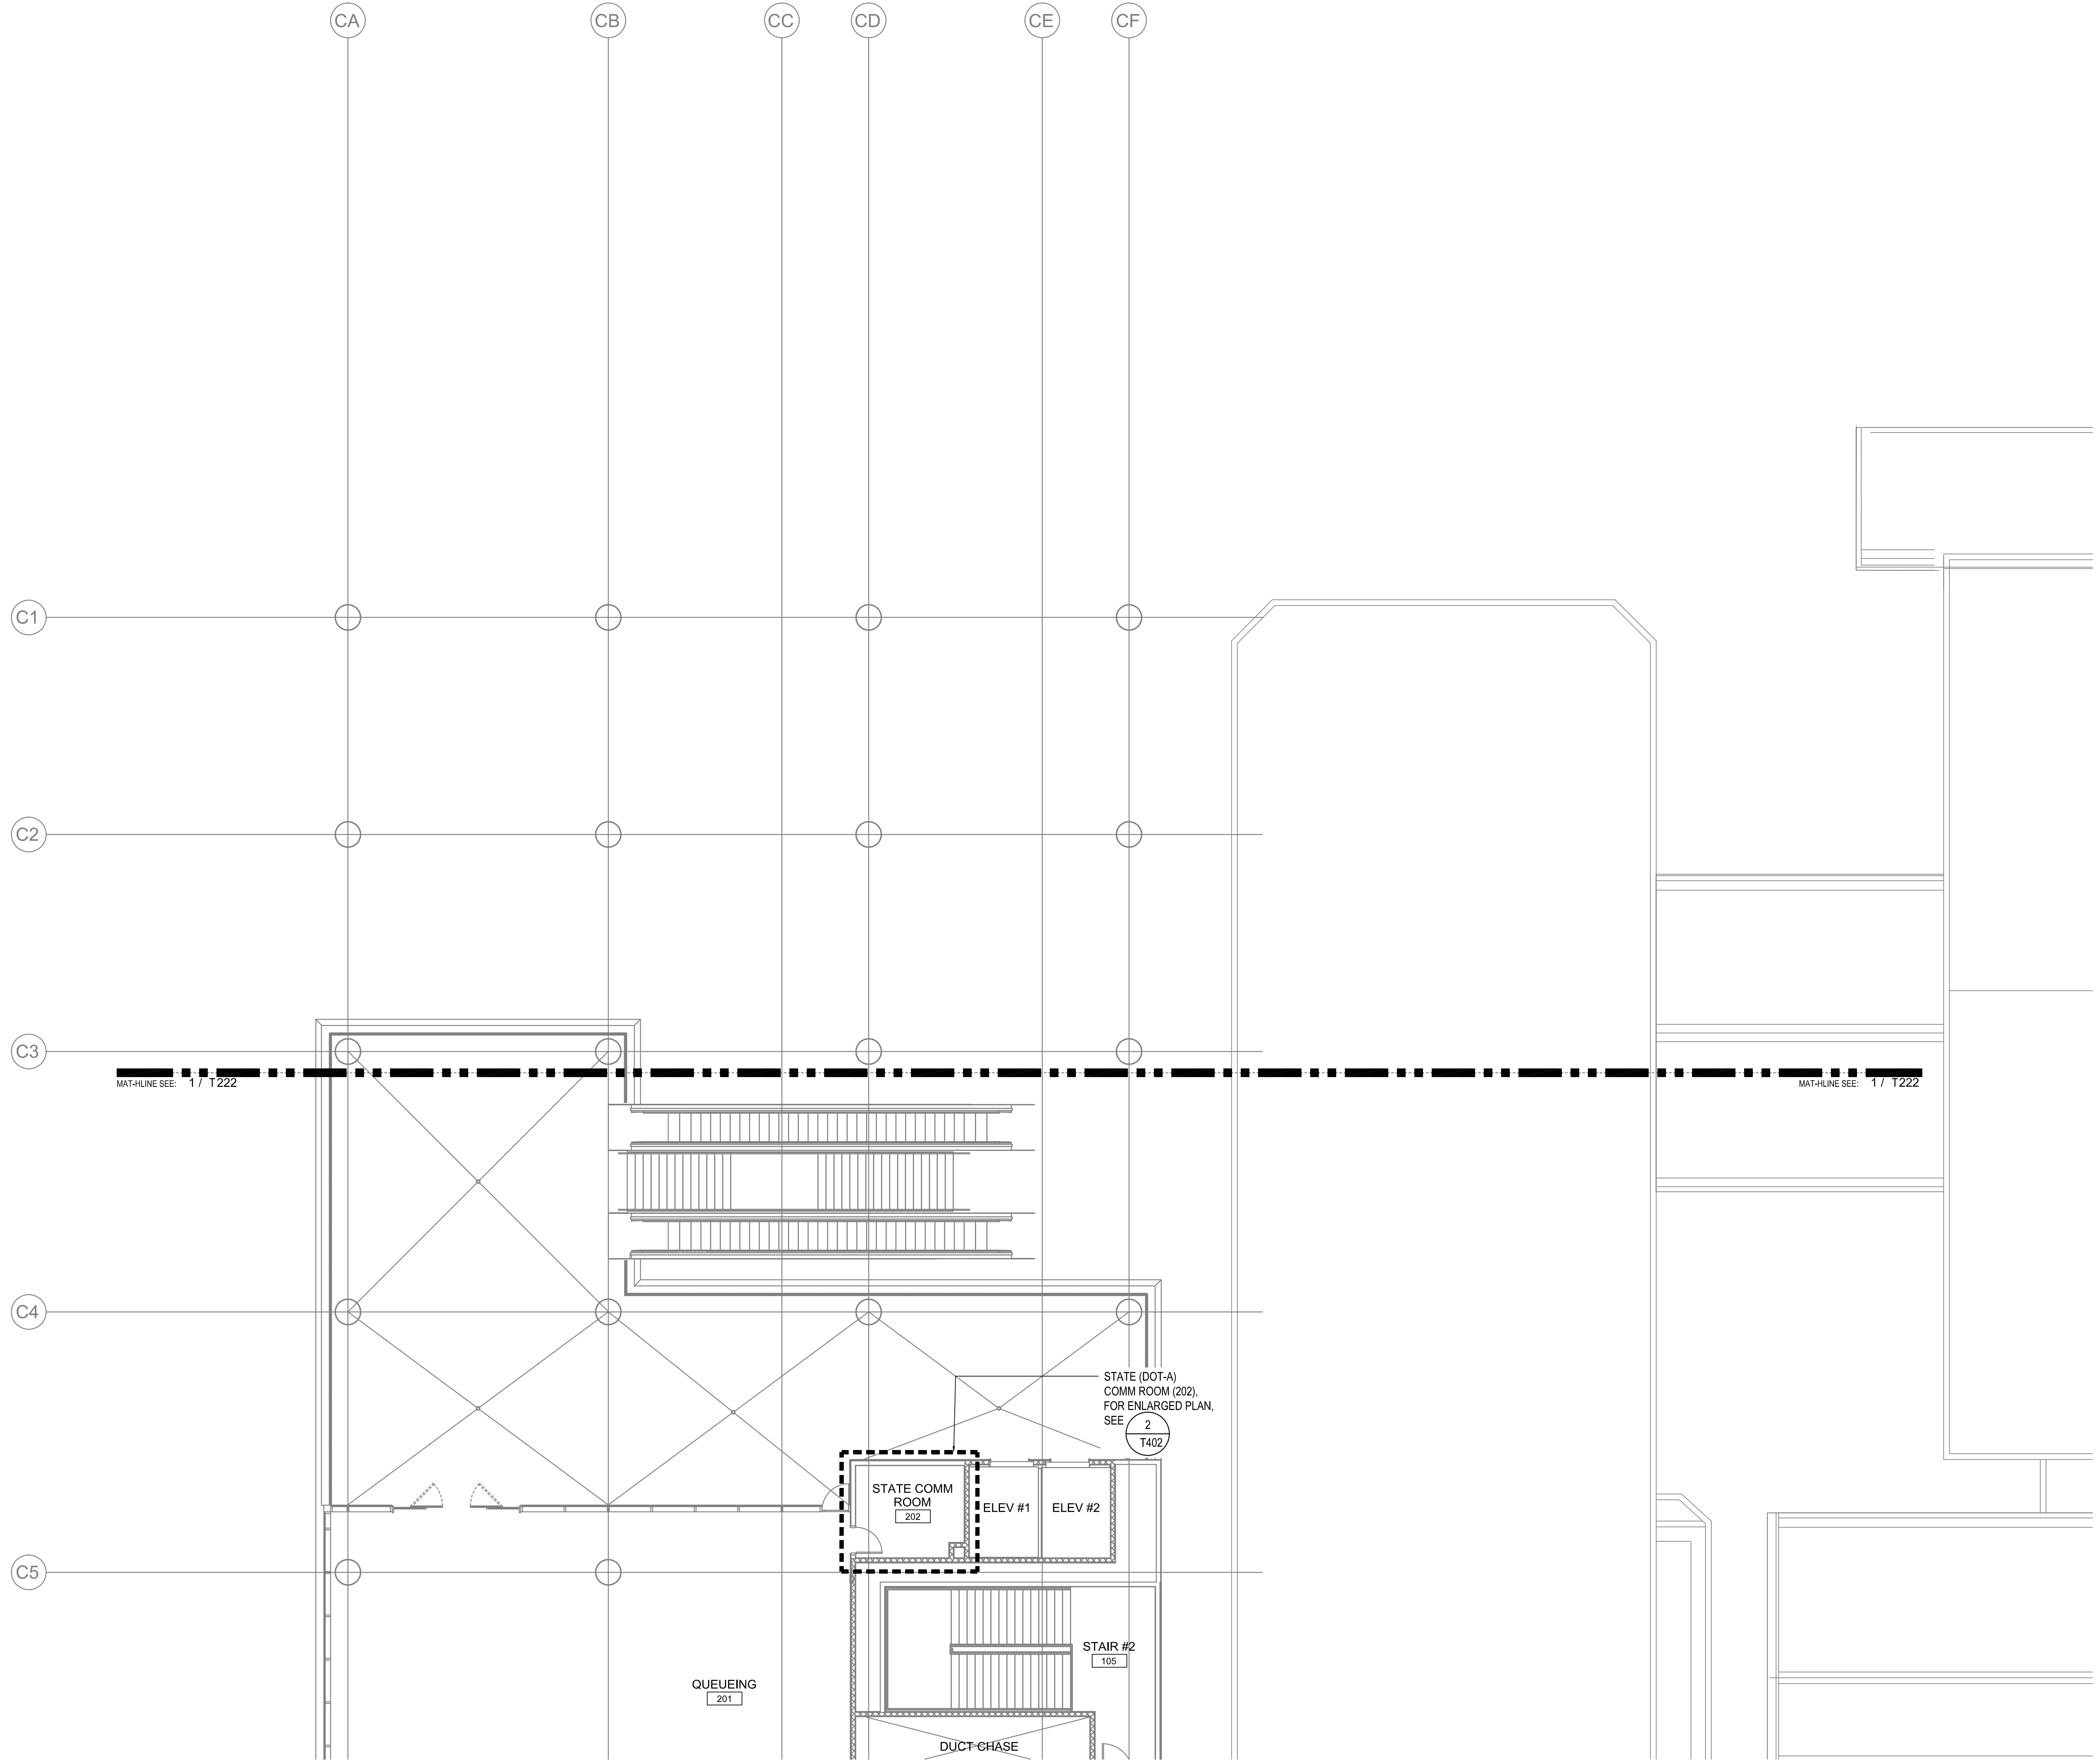 CA
CB
CC
CD
CE
CF
C1
C2
C3
MAT-HLINE SEE: 1 / T222
MAT-HLINE SEE: 1 / T222
C4
STATE (DOT-A)
COMM ROOM (202),
FOR ENLARGED PLAN,
SEE
2
T402
STATE COMM
ROOM
202
ELEV #1
ELEV #2
C5
STAIR #2
105
QUEUEING
201
DUCT CHASE